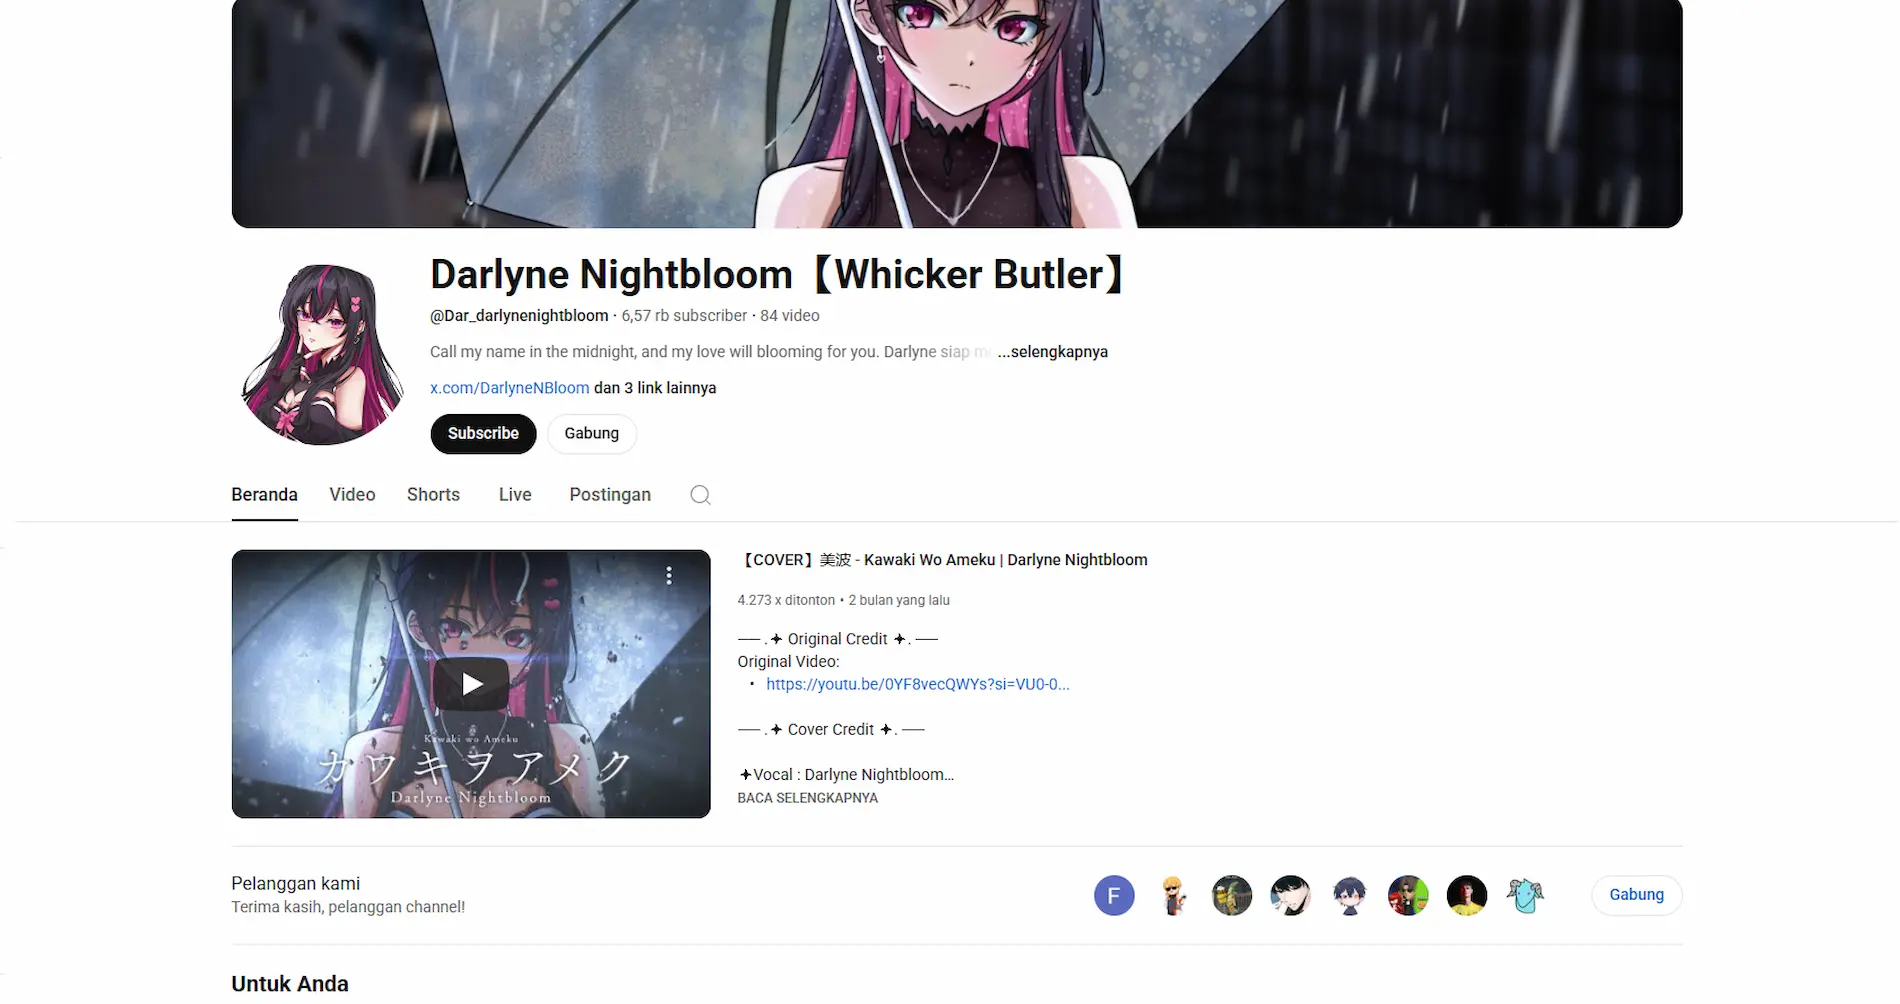 Darlyne Nightbloom【Whicker Butler】
@Dar_darlynenightbloom · 6,57 rb subscriber · 84 video
Call my name in the midnight, and my love will blooming for you. Darlyne siap ...selengkapnya
x.com/DarlyneNBloom dan 3 link lainnya
Subscribe Gabung
Beranda Video Shorts Live Postingan
Kawaki wo Ameku
カワキヲアメク
Darlyne Nightbloom
【COVER】美波 - Kawaki Wo Ameku | Darlyne Nightbloom
4.273 x ditonton • 2 bulan yang lalu
── .✦ Original Credit ✦. ──
Original Video:
• https://youtu.be/0YF8vecQWYs?si=VU0-0...
── .✦ Cover Credit ✦. ──
✦Vocal : Darlyne Nightbloom...
BACA SELENGKAPNYA
Pelanggan kami
Terima kasih, pelanggan channel!
F
Gabung
Untuk Anda